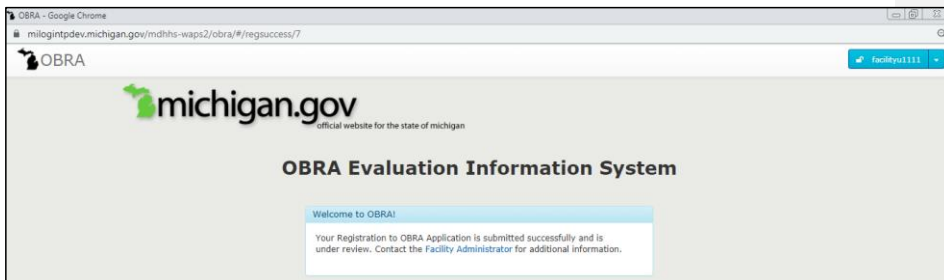 OBRA - Google Chrome
milogintpdev.michigan.gov/mdhhs-waps2/obra/#/regsuccess/7
OBRA
facilityu1111
michigan.gov
official website for the state of michigan
OBRA Evaluation Information System
Welcome to OBRA!
Your Registration to OBRA Application is submitted successfully and is
under review. Contact the Facility Administrator for additional information.